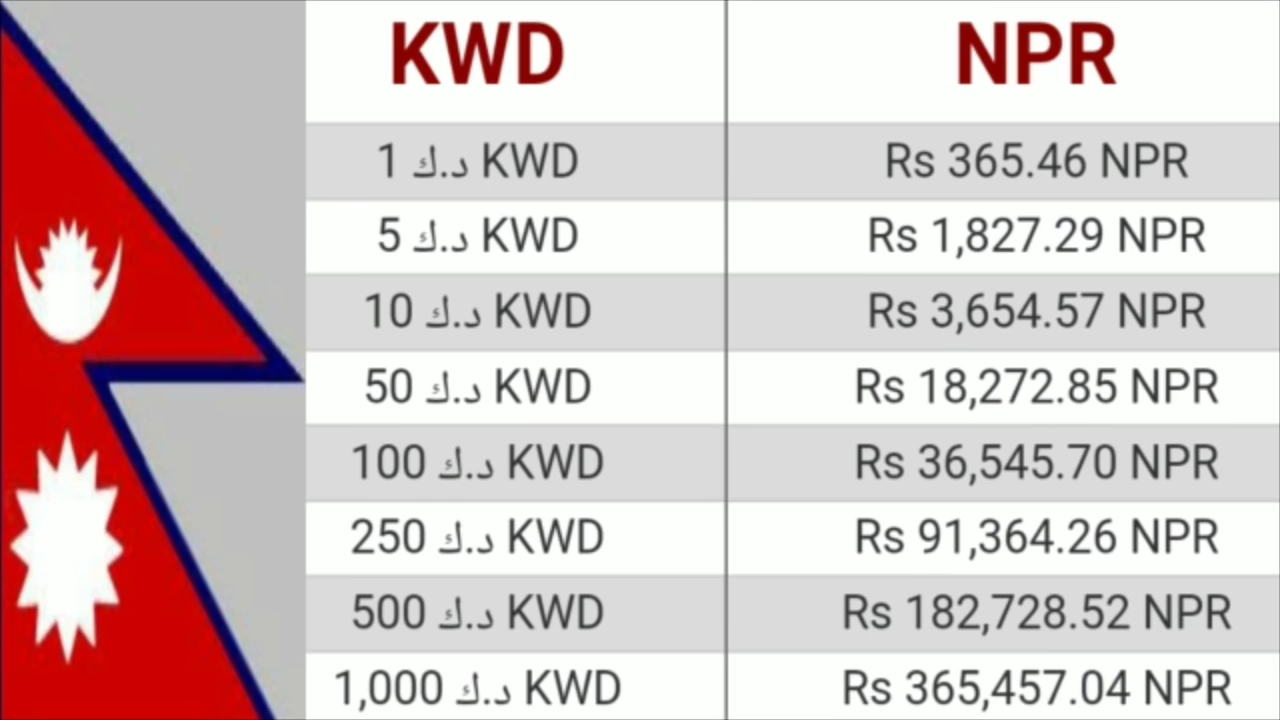 KWD NPR
1 د.ك KWD Rs 365.46 NPR
5 د.ك KWD Rs 1,827.29 NPR
10 د.ك KWD Rs 3,654.57 NPR
50 د.ك KWD Rs 18,272.85 NPR
100 د.ك KWD Rs 36,545.70 NPR
250 د.ك KWD Rs 91,364.26 NPR
500 د.ك KWD Rs 182,728.52 NPR
1,000 د.ك KWD Rs 365,457.04 NPR